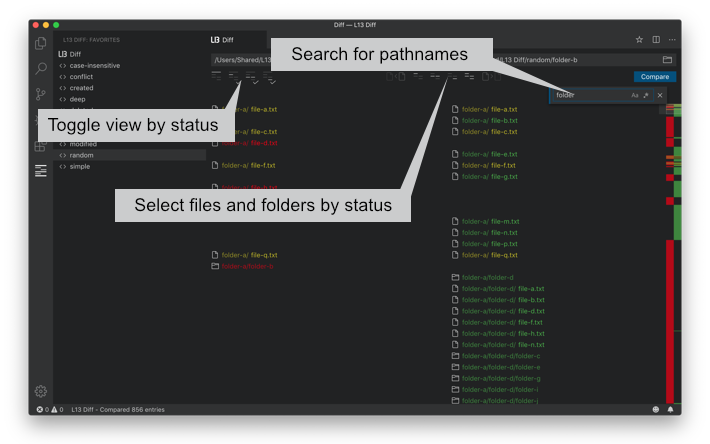 Diff — L13 Diff
L13 DIFF: FAVORITES
L13 Diff
case-insensitive
conflict
created
deep
modified
random
simple
L13 Diff
/Users/Shared/L13
/L13 Diff/random/folder-b
Compare
Search for pathnames
folder
Aa
Toggle view by status
Select files and folders by status
folder-a/ file-a.txt
folder-a/ file-c.txt
folder-a/ file-d.txt
folder-a/ file-f.txt
folder-a/ file-h.txt
folder-a/ file-q.txt
folder-a/folder-b
folder-a/ file-a.txt
folder-a/ file-b.txt
folder-a/ file-c.txt
folder-a/ file-e.txt
folder-a/ file-f.txt
folder-a/ file-g.txt
folder-a/ file-m.txt
folder-a/ file-n.txt
folder-a/ file-p.txt
folder-a/ file-q.txt
folder-a/folder-d
folder-a/folder-d/ file-a.txt
folder-a/folder-d/ file-b.txt
folder-a/folder-d/ file-d.txt
folder-a/folder-d/ file-f.txt
folder-a/folder-d/ file-h.txt
folder-a/folder-d/ file-n.txt
folder-a/folder-d/folder-c
folder-a/folder-d/folder-e
folder-a/folder-d/folder-g
folder-a/folder-d/folder-i
folder-a/folder-d/folder-j
0
0
L13 Diff - Compared 856 entries